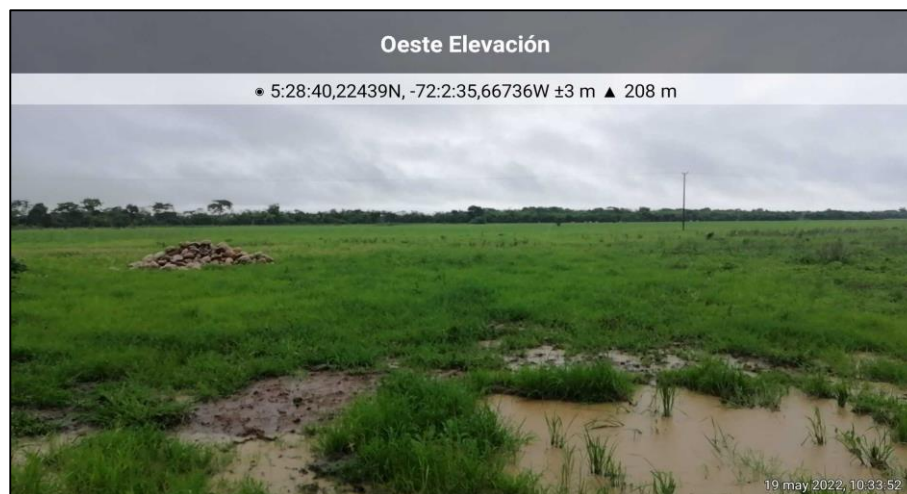 Oeste Elevación
◉ 5:28:40,22439N, -72:2:35,66736W ±3 m ▲ 208 m
19 may 2022, 10:33:52